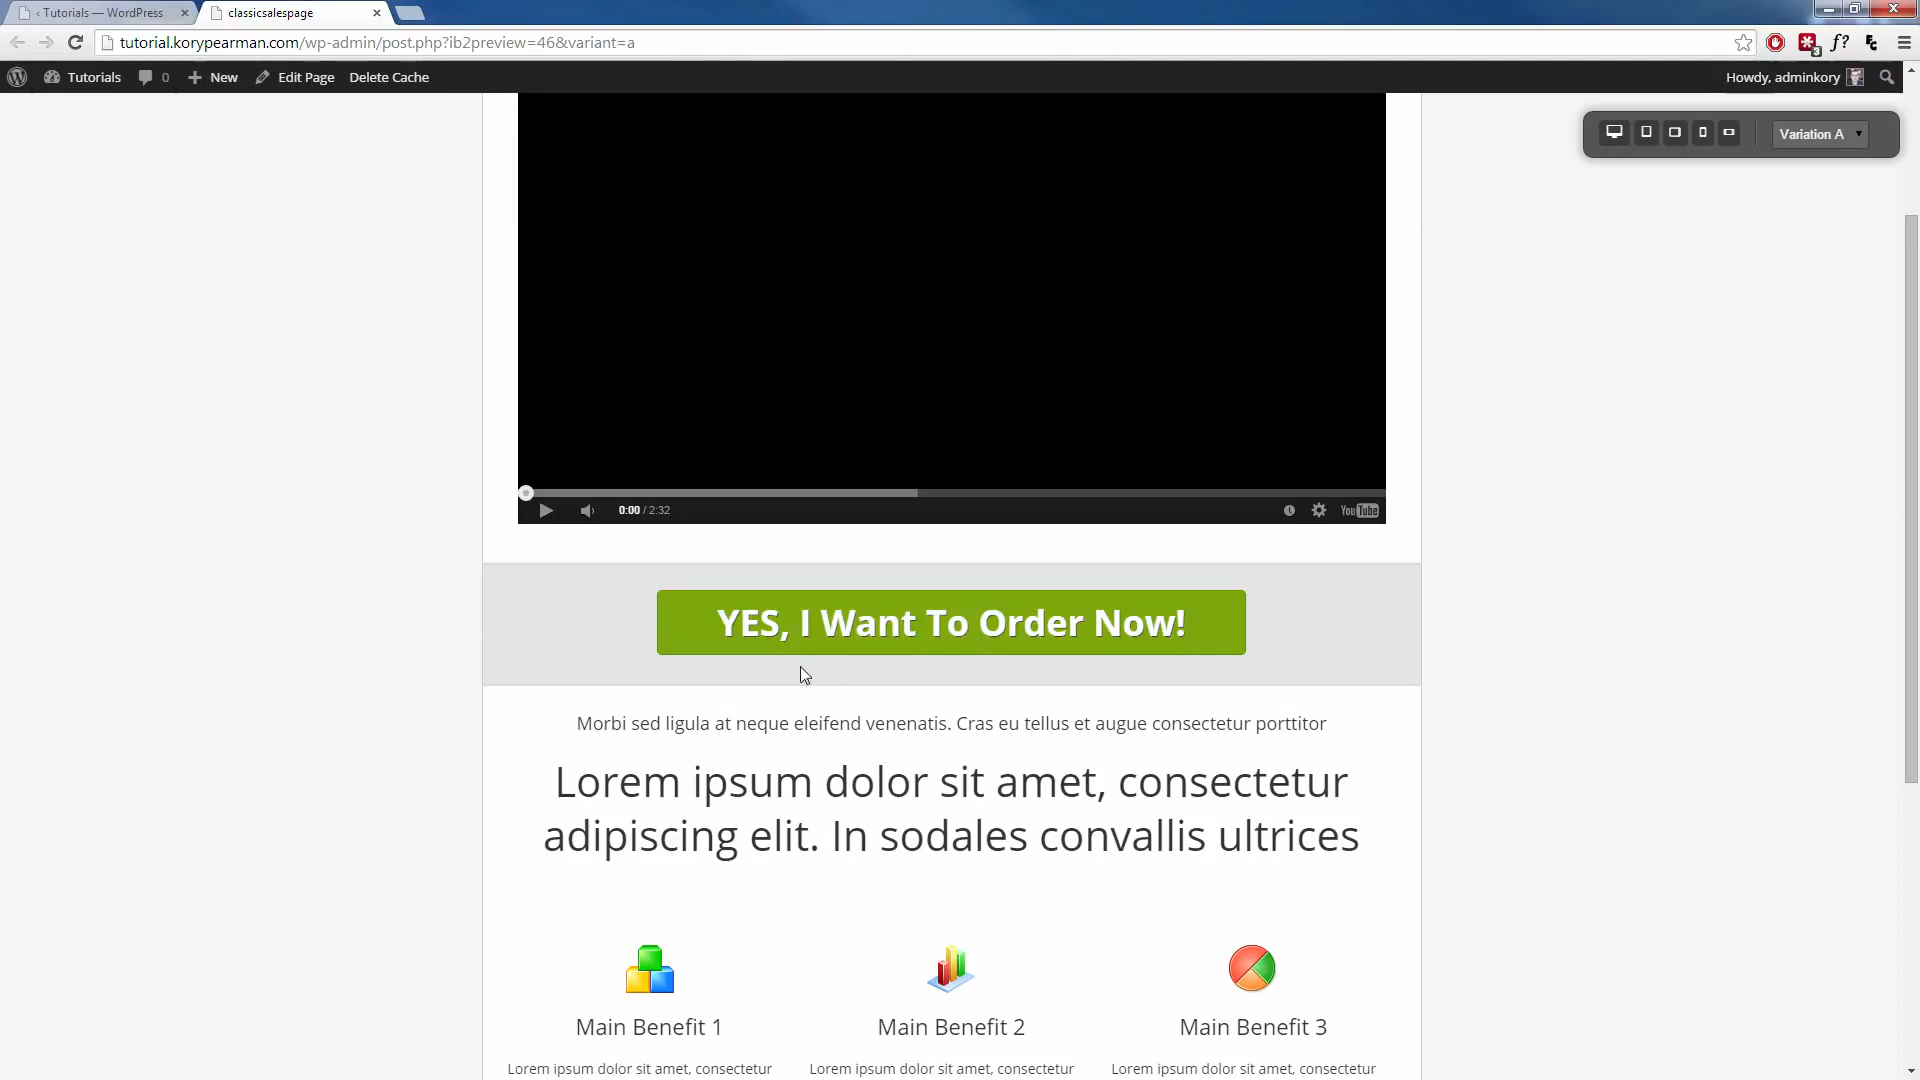 ‹ Tutorials — WordPress
classicsalespage
tutorial.korypearman.com/wp-admin/post.php?ib2preview=46&variant=a
Tutorials 0 New Edit Page Delete Cache Howdy, adminkory
Variation A
0:00 / 2:32 YouTube
YES, I Want To Order Now!
Morbi sed ligula at neque eleifend venenatis. Cras eu tellus et augue consectetur porttitor
Lorem ipsum dolor sit amet, consectetur
adipiscing elit. In sodales convallis ultrices
Main Benefit 1
Main Benefit 2
Main Benefit 3
Lorem ipsum dolor sit amet, consectetur
Lorem ipsum dolor sit amet, consectetur
Lorem ipsum dolor sit amet, consectetur